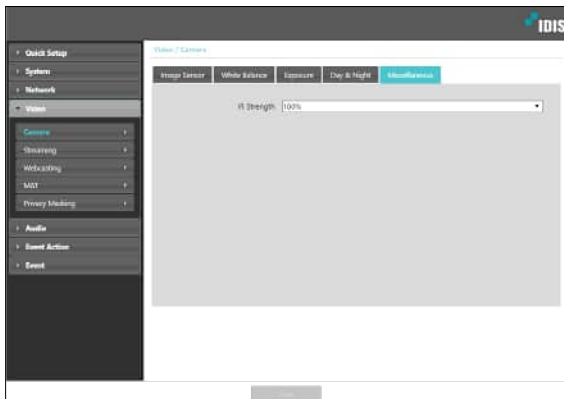 IDIS
Quick Setup
System
Network
Video
Camera
Streaming
Webcasting
MAT
Privacy Masking
Audio
Event Action
Event
Video / Camera
Image Sensor
White Balance
Exposure
Day & Night
Miscellaneous
IR Strength 100%